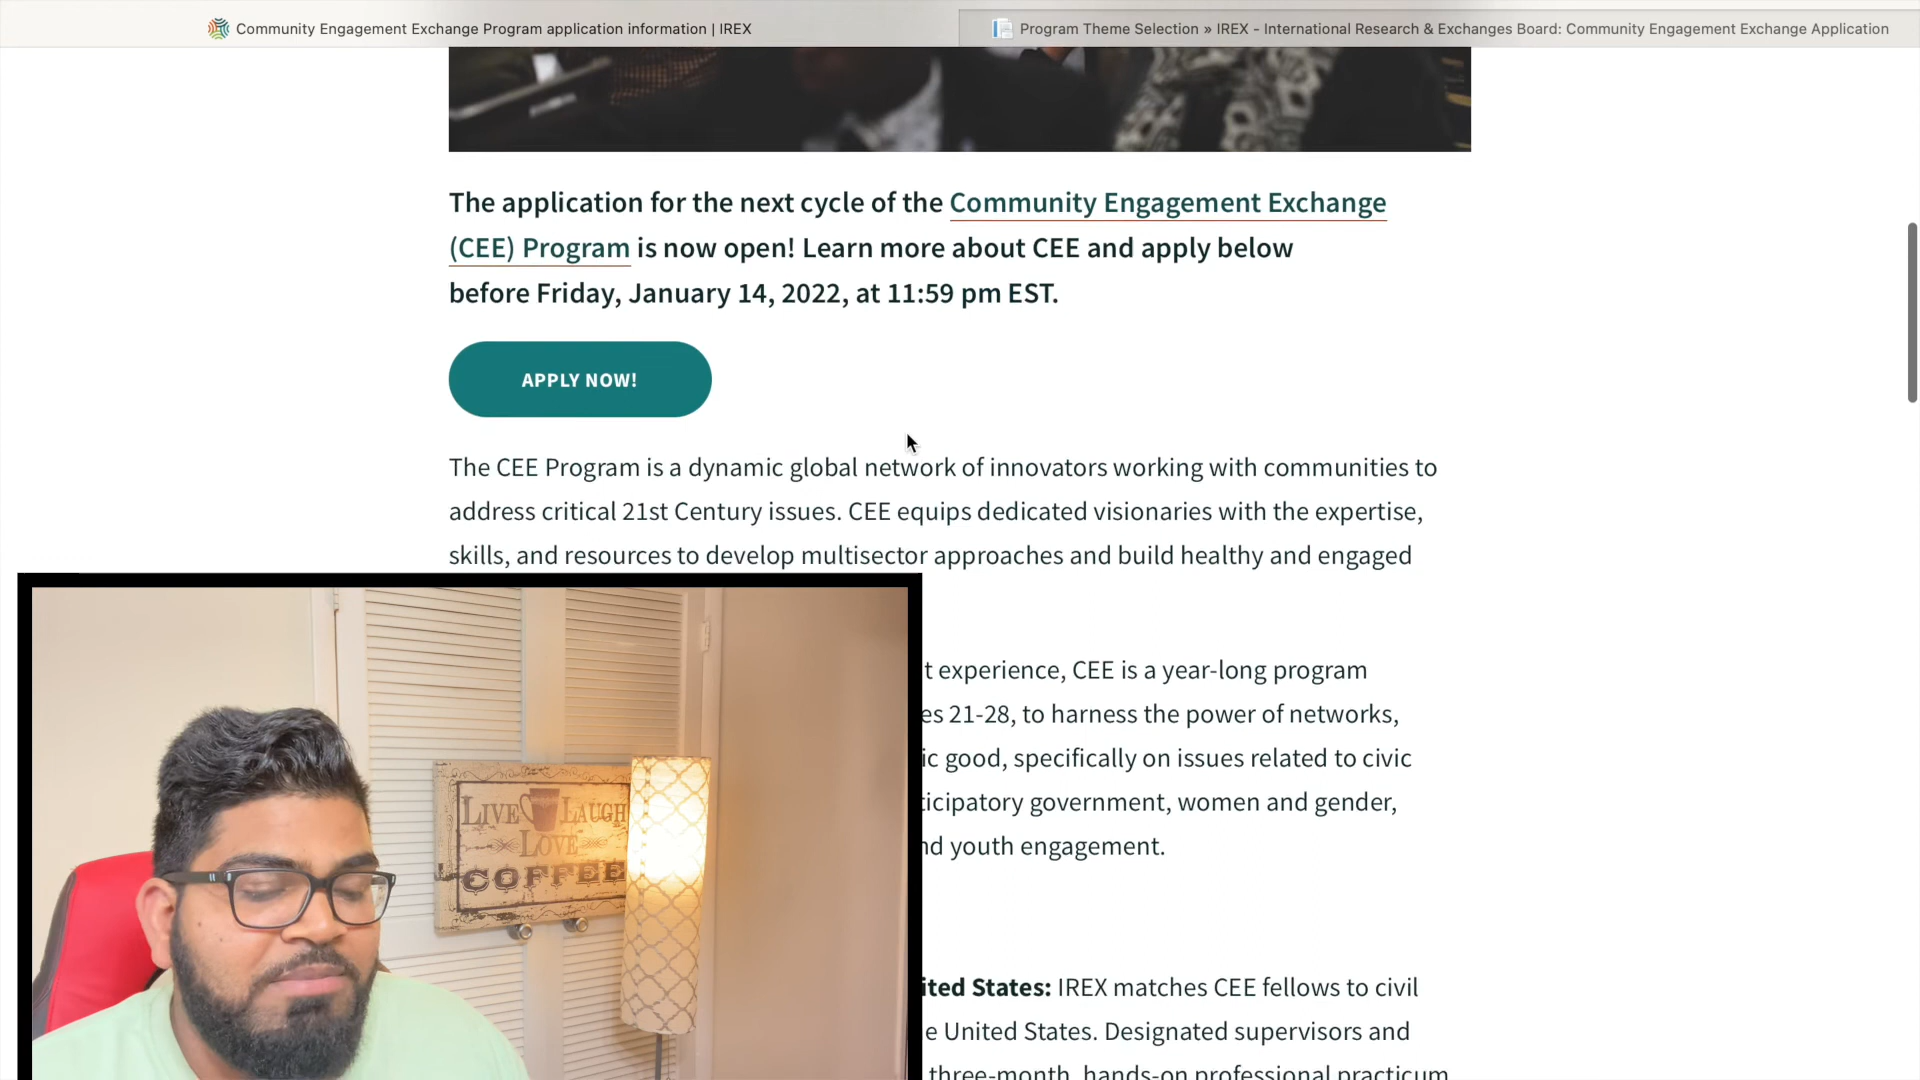 Community Engagement Exchange Program application information | IREX
Program Theme Selection » IREX - International Research & Exchanges Board: Community Engagement Exchange Application
The application for the next cycle of the Community Engagement Exchange
(CEE) Program is now open! Learn more about CEE and apply below
before Friday, January 14, 2022, at 11:59 pm EST.
APPLY NOW!
The CEE Program is a dynamic global network of innovators working with communities to
address critical 21st Century issues. CEE equips dedicated visionaries with the expertise,
skills, and resources to develop multisector approaches and build healthy and engaged
t experience, CEE is a year-long program
es 21-28, to harness the power of networks,
ic good, specifically on issues related to civic
ticipatory government, women and gender,
nd youth engagement.
ited States: IREX matches CEE fellows to civil
e United States. Designated supervisors and
three-month, hands-on professional practicum
LIVE LAUGH
LOVE
COFFEE